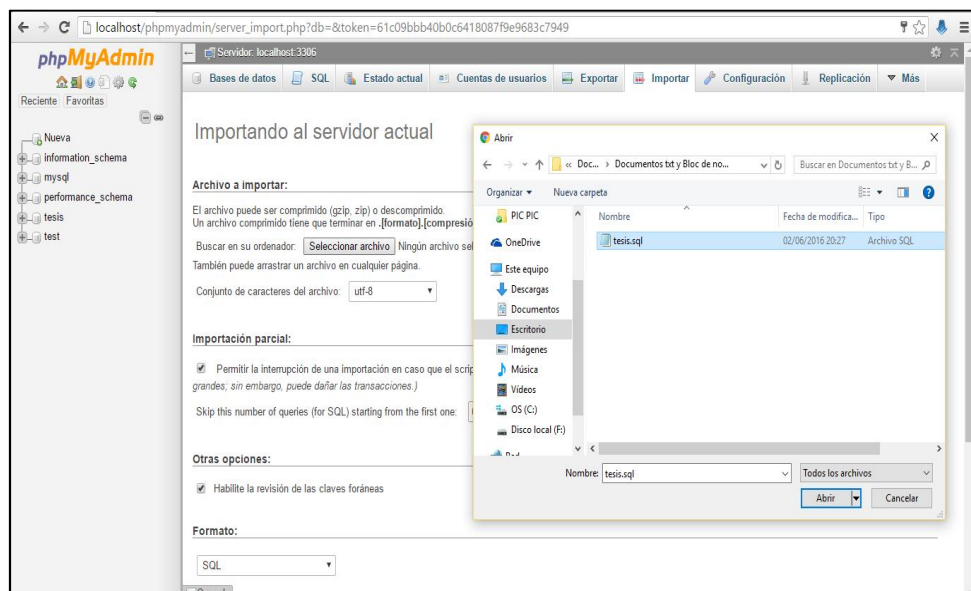 localhost/phpmyadmin/server_import.php?db=&token=61c09bbb40b0c6418087f9e9683c7949
phpMyAdmin
Reciente Favoritas
Nueva
information_schema
mysql
performance_schema
tesis
test
Servidor: localhost:3306
Bases de datos SQL Estado actual Cuentas de usuarios Exportar Importar Configuración Replicación Más
Importando al servidor actual
Archivo a importar:
El archivo puede ser comprimido (gzip, zip) o descomprimido.
Un archivo comprimido tiene que terminar en .[formato].[compresió
Buscar en su ordenador: Seleccionar archivo Ningún archivo sel
También puede arrastrar un archivo en cualquier página.
Conjunto de caracteres del archivo: utf-8
Importación parcial:
Permitir la interrupción de una importación en caso que el scrip
grandes; sin embargo, puede dañar las transacciones.)
Skip this number of queries (for SQL) starting from the first one:
Otras opciones:
Habilite la revisión de las claves foráneas
Formato:
SQL
Abrir
« Doc... › Documentos txt y Bloc de no...
Buscar en Documentos txt y B...
Organizar Nueva carpeta
PIC PIC
OneDrive
Este equipo
Descargas
Documentos
Escritorio
Imágenes
Música
Vídeos
OS (C:)
Disco local (F:)
Nombre Fecha de modifica... Tipo
tesis.sql 02/06/2016 20:27 Archivo SQL
Nombre: tesis.sql
Todos los archivos
Abrir Cancelar